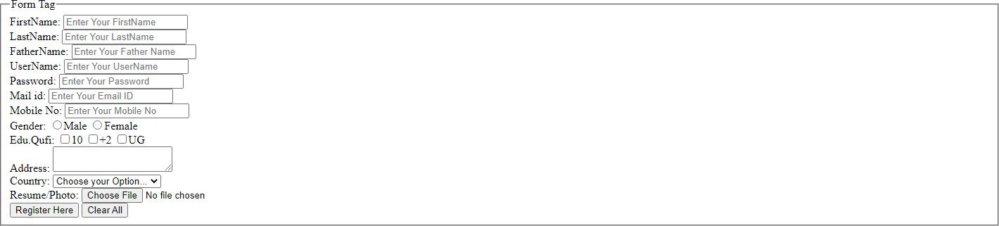 Form Tag
FirstName: Enter Your FirstName
LastName: Enter Your LastName
FatherName: Enter Your Father Name
UserName: Enter Your UserName
Password: Enter Your Password
Mail id: Enter Your Email ID
Mobile No: Enter Your Mobile No
Gender: Male Female
Edu.Qufi: 10 +2 UG
Address:
Country: Choose your Option...
Resume/Photo: Choose File No file chosen
Register Here Clear All